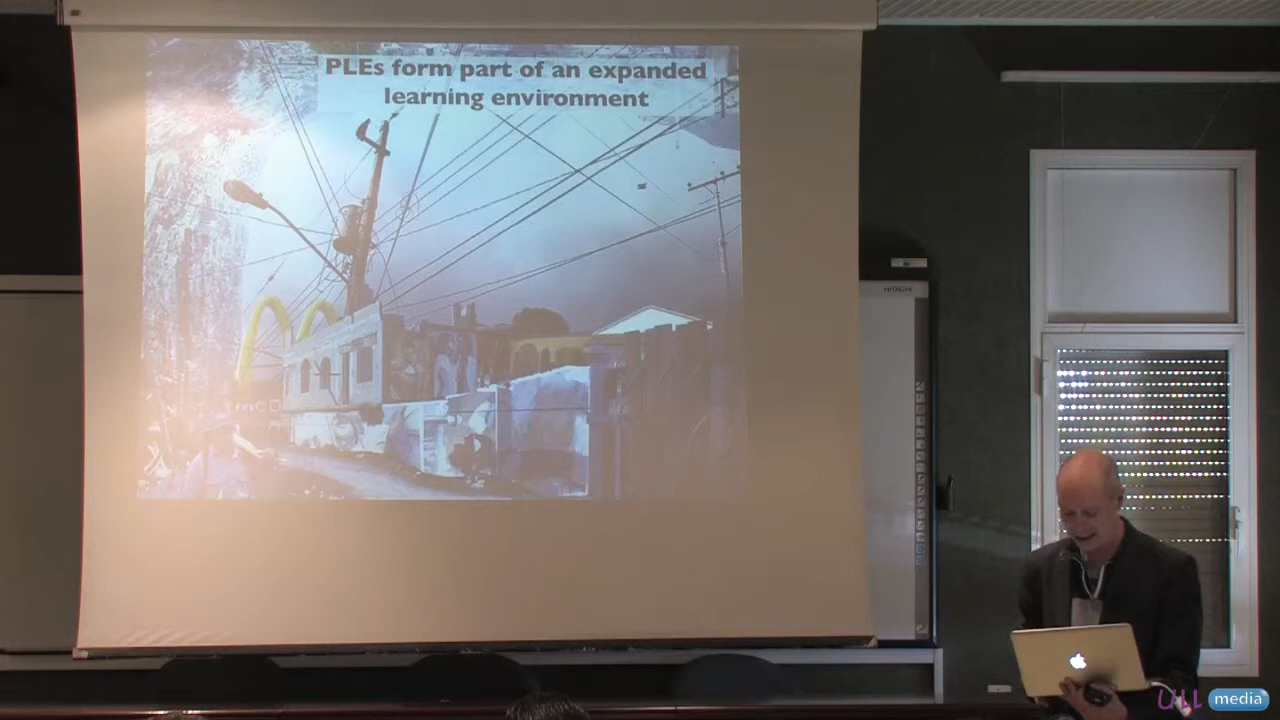 PLEs form part of an expanded
learning environment
HITACHI
ULL
media